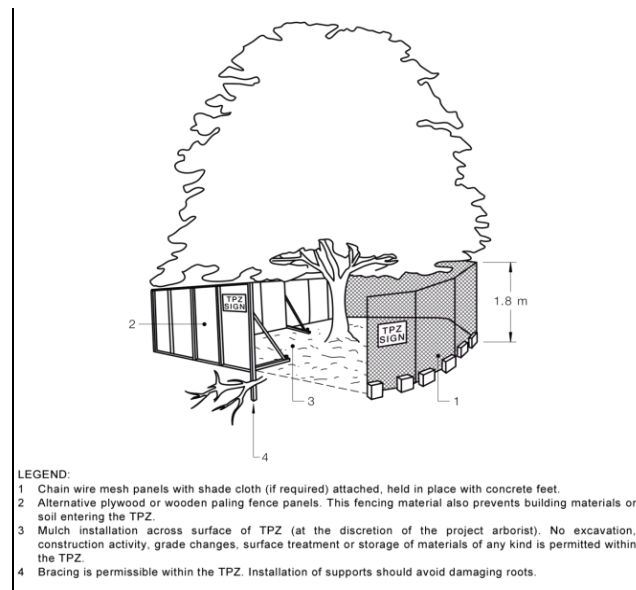 TPZ
SIGN
1.8 m
2
TPZ
SIGN
3
1
4
LEGEND:
1 Chain wire mesh panels with shade cloth (if required) attached, held in place with concrete feet.
2 Alternative plywood or wooden paling fence panels. This fencing material also prevents building materials or
soil entering the TPZ.
3 Mulch installation across surface of TPZ (at the discretion of the project arborist). No excavation,
construction activity, grade changes, surface treatment or storage of materials of any kind is permitted within
the TPZ.
4 Bracing is permissible within the TPZ. Installation of supports should avoid damaging roots.